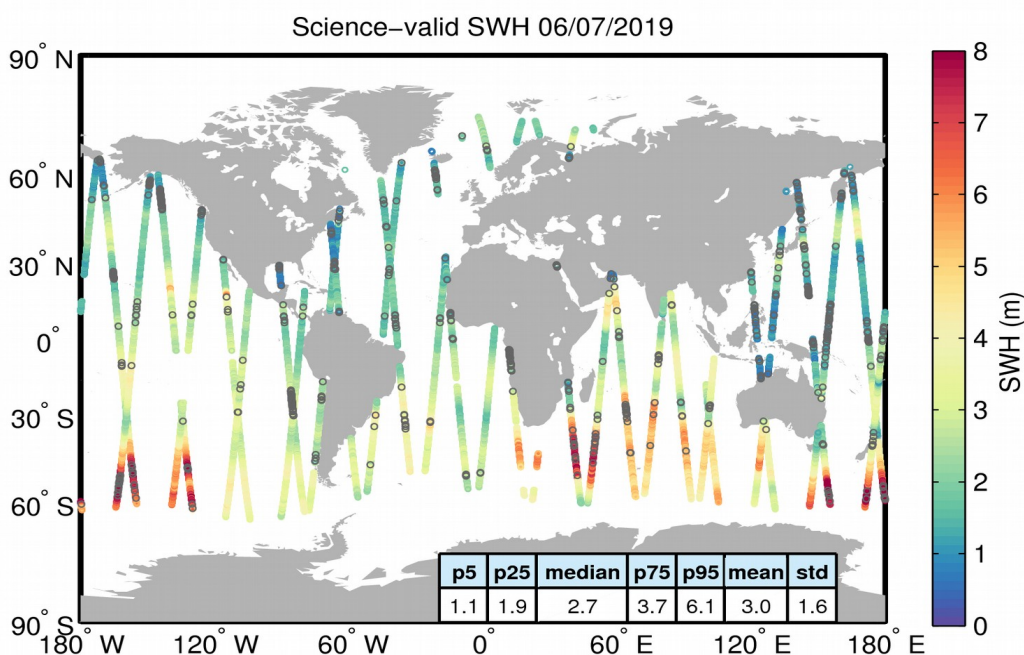 Science−valid SWH 06/07/2019
90° N
60° N
30° N
0°
30° S
60° S
90° S
180° W
120° W
60° W
0°
60° E
120° E
180° E
p5 p25 median p75 p95 mean std
1.1 1.9 2.7 3.7 6.1 3.0 1.6
8
7
6
5
4
3
2
1
0
SWH (m)